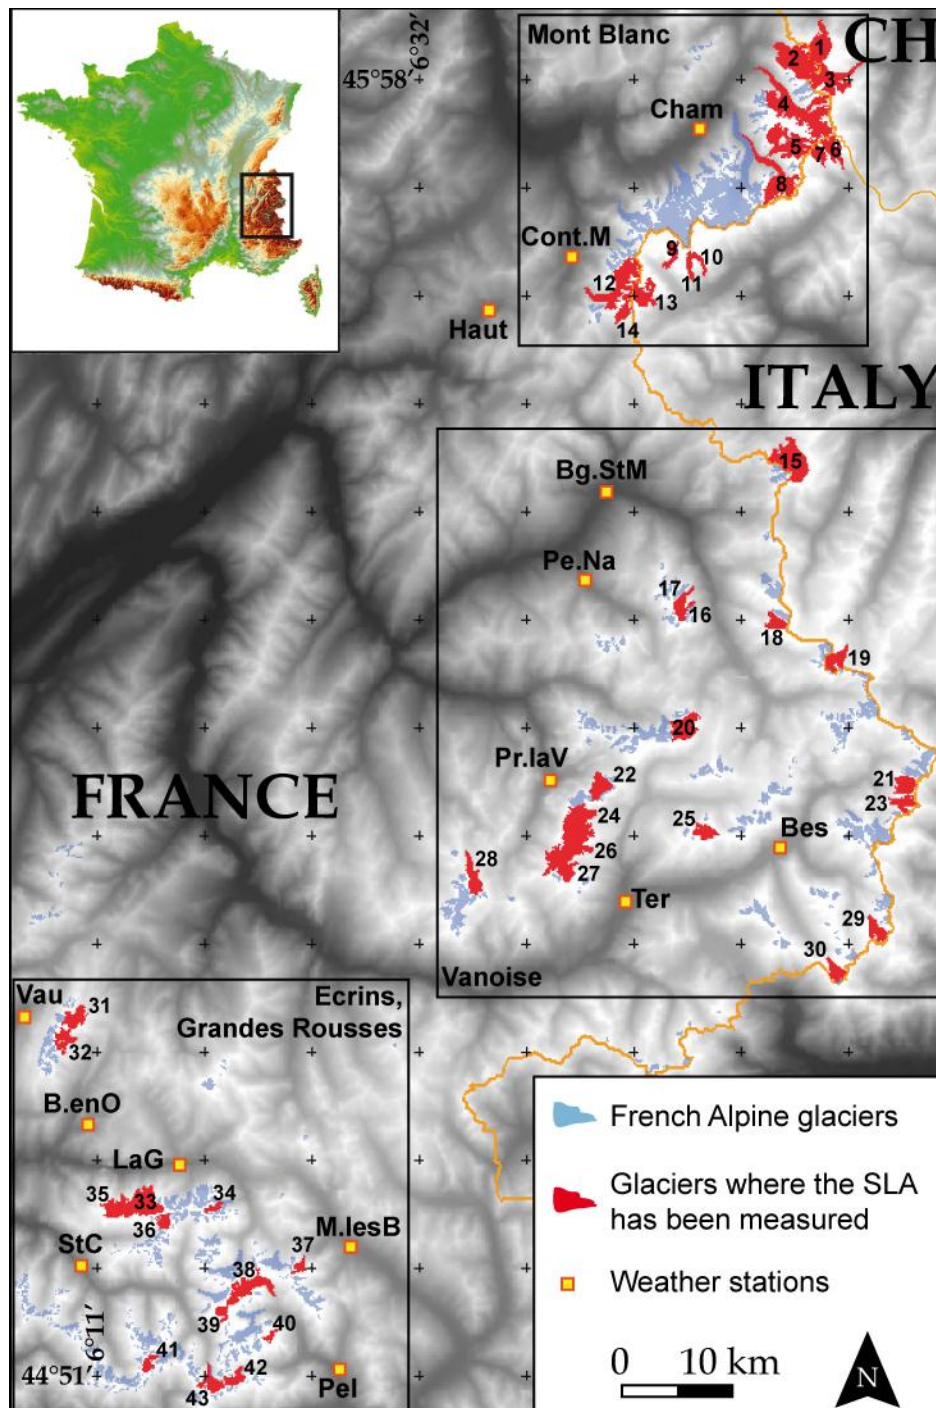 Mont Blanc
CH
6°32′
45°58′
1
2
3
Cham
4
5
6
7
8
Cont.M
9
10
11
12
13
14
Haut
ITALY
15
Bg.StM
Pe.Na
17
16
18
19
20
Pr.laV
22
21
FRANCE
23
24
25
Bes
26
28
27
Ter
29
30
Vanoise
Vau
31
Ecrins,
Grandes Rousses
32
B.enO
LaG
35
33
34
36
M.lesB
StC
37
38
39
40
6°11′
41
42
44°51′
43
Pel
French Alpine glaciers
Glaciers where the SLA
has been measured
Weather stations
0 10 km
N